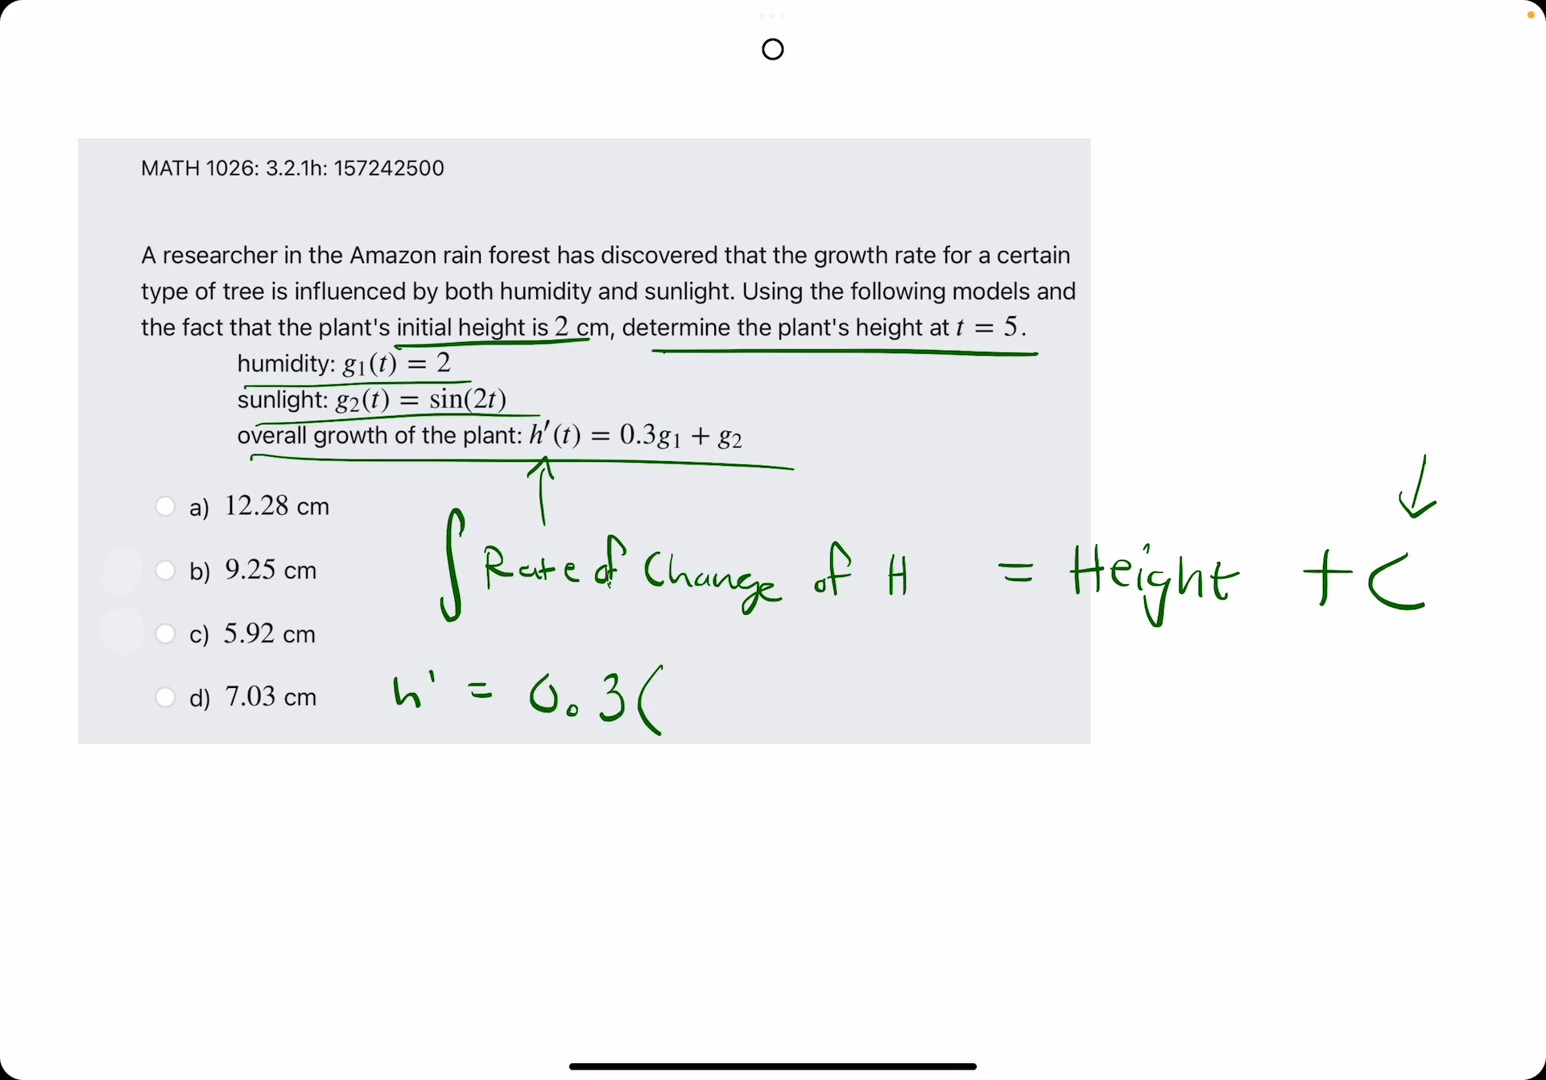 MATH 1026: 3.2.1h: 157242500
A researcher in the Amazon rain forest has discovered that the growth rate for a certain
type of tree is influenced by both humidity and sunlight. Using the following models and
the fact that the plant's initial height is 2 cm, determine the plant's height at t = 5.
humidity: g₁(t) = 2
sunlight: g₂(t) = sin(2t)
overall growth of the plant: h′(t) = 0.3g₁ + g₂
a) 12.28 cm
∫ Rate of Change of H = Height + C
b) 9.25 cm
c) 5.92 cm
d) 7.03 cm
h' = 0.3(